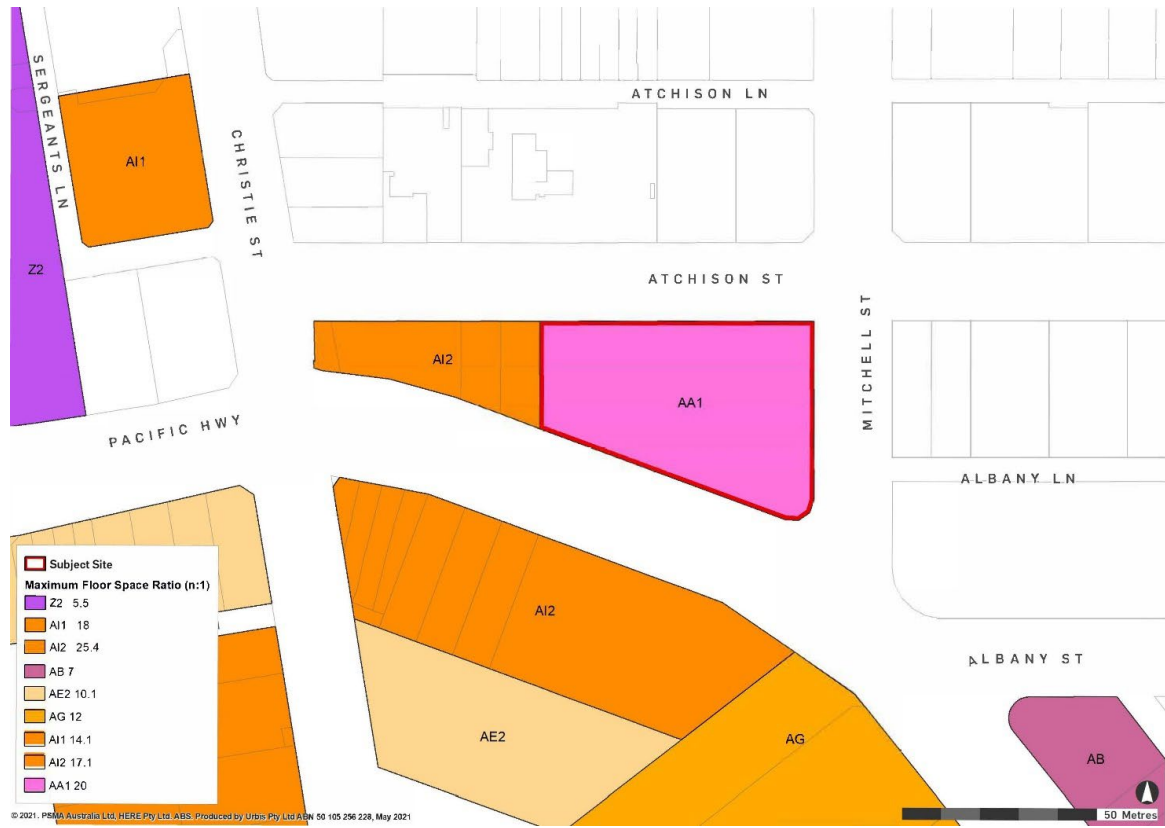 SERGEANTS LN
AI1
CHRISTIE ST
ATCHISON LN
Z2
ATCHISON ST
MITCHELL ST
AI2
AA1
PACIFIC HWY
ALBANY LN
AI2
ALBANY ST
AE2
AG
AB
Subject Site
Maximum Floor Space Ratio (n:1)
Z2 5.5
AI1 18
AI2 25.4
AB 7
AE2 10.1
AG 12
AI1 14.1
AI2 17.1
AA1 20
50 Metres
© 2021. PSMA Australia Ltd, HERE Pty Ltd. ABS. Produced by Urbis Pty Ltd ABN 50 105 256 228, May 2021